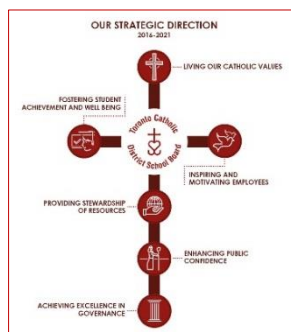 OUR STRATEGIC DIRECTION
2016-2021
LIVING OUR CATHOLIC VALUES
FOSTERING STUDENT
ACHIEVEMENT AND WELL BEING
Toronto Catholic
District School Board
INSPIRING AND
MOTIVATING EMPLOYEES
PROVIDING STEWARDSHIP
OF RESOURCES
ENHANCING PUBLIC
CONFIDENCE
ACHIEVING EXCELLENCE IN
GOVERNANCE